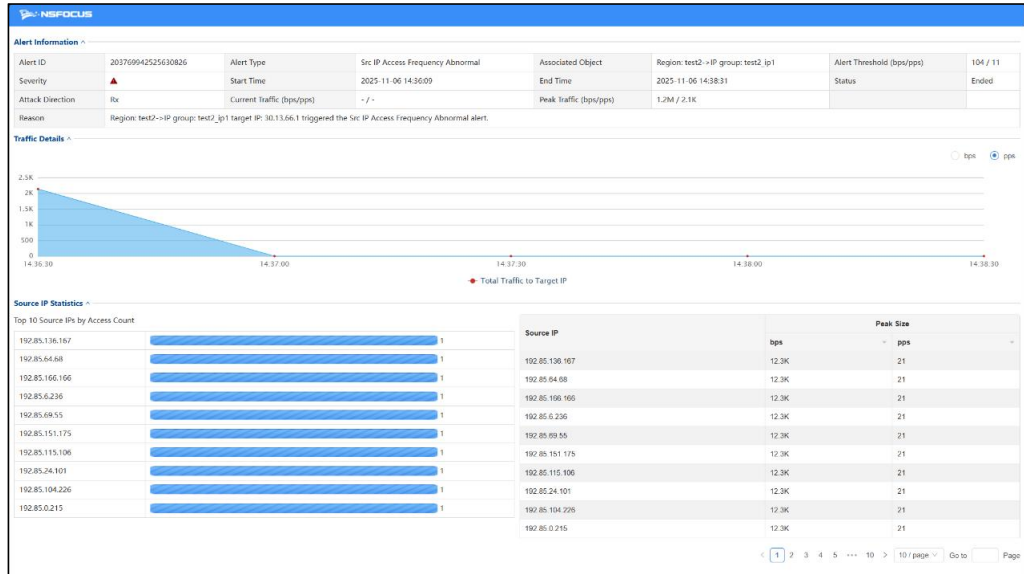 NSFOCUS
Alert Information
Alert ID 203769942525630826 Alert Type Src IP Access Frequency Abnormal Associated Object Region: test2->IP group: test2_ip1 Alert Threshold (bps/pps) 104 / 11
Severity Start Time 2025-11-06 14:36:09 End Time 2025-11-06 14:38:31 Status Ended
Attack Direction Rx Current Traffic (bps/pps) - / - Peak Traffic (bps/pps) 1.2M / 2.1K
Reason Region: test2->IP group: test2_ip1 target IP: 30.13.66.1 triggered the Src IP Access Frequency Abnormal alert.
Traffic Details
bps pps
2.5K
2K
1.5K
1K
500
0
14:36:30 14:37:00 14:37:30 14:38:00 14:38:30
Total Traffic to Target IP
Source IP Statistics
Top 10 Source IPs by Access Count
192.85.136.167 1
192.85.64.68 1
192.85.166.166 1
192.85.6.236 1
192.85.69.55 1
192.85.151.175 1
192.85.115.106 1
192.85.24.101 1
192.85.104.226 1
192.85.0.215 1
Source IP Peak Size
bps pps
192.85.136.167 12.3K 21
192.85.64.68 12.3K 21
192.85.166.166 12.3K 21
192.85.6.236 12.3K 21
192.85.69.55 12.3K 21
192.85.151.175 12.3K 21
192.85.115.106 12.3K 21
192.85.24.101 12.3K 21
192.85.104.226 12.3K 21
192.85.0.215 12.3K 21
< 1 2 3 4 5 ··· 10 > 10 / page Go to Page